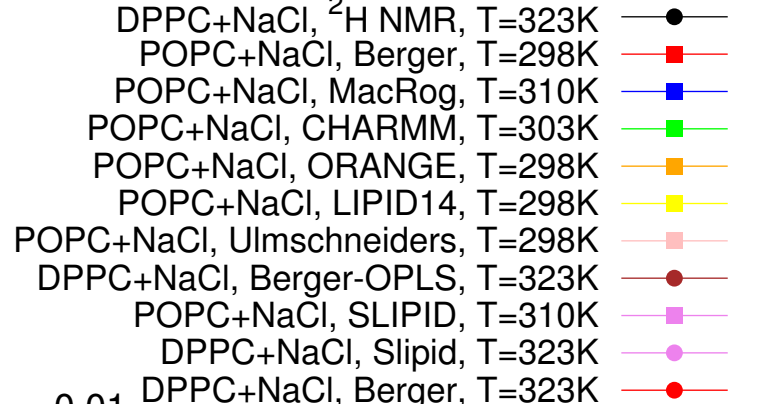 DPPC+NaCl, ²H NMR, T=323K
POPC+NaCl, Berger, T=298K
POPC+NaCl, MacRog, T=310K
POPC+NaCl, CHARMM, T=303K
POPC+NaCl, ORANGE, T=298K
POPC+NaCl, LIPID14, T=298K
POPC+NaCl, Ulmschneiders, T=298K
DPPC+NaCl, Berger-OPLS, T=323K
POPC+NaCl, SLIPID, T=310K
DPPC+NaCl, Slipid, T=323K
0.01 DPPC+NaCl, Berger, T=323K